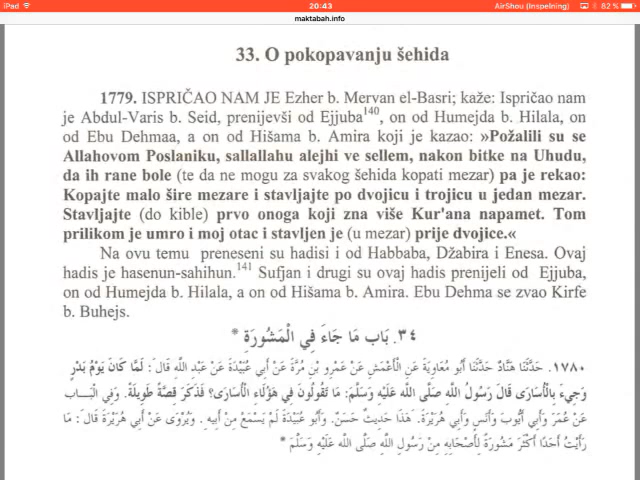 iPad
20:43
AirShou (Inspelning)
82 %
maktabah.info
33. O pokopavanju šehida
1779. ISPRIČAO NAM JE Ezher b. Mervan el-Basri; kaže: Ispričao nam
je Abdul-Varis b. Seid, prenijevši od Ejjuba140, on od Humejda b. Hilala, on
od Ebu Dehmaa, a on od Hišama b. Amira koji je kazao: »Požalili su se
Allahovom Poslaniku, sallallahu alejhi ve sellem, nakon bitke na Uhudu,
da ih rane bole (te da ne mogu za svakog šehida kopati mezar) pa je rekao:
Kopajte malo šire mezare i stavljajte po dvojicu i trojicu u jedan mezar.
Stavljajte (do kible) prvo onoga koji zna više Kur'ana napamet. Tom
prilikom je umro i moj otac i stavljen je (u mezar) prije dvojice.«
Na ovu temu preneseni su hadisi i od Habbaba, Džabira i Enesa. Ovaj
hadis je hasenun-sahihun.141 Sufjan i drugi su ovaj hadis prenijeli od Ejjuba,
on od Humejda b. Hilala, a on od Hišama b. Amira. Ebu Dehma se zvao Kirfe
b. Buhejs.
٣٤. بَاب مَا جَاءَ فِي الْمَشُورَةِ *
١٧٨٠. حَدَّثَنَا هَنَّادٌ حَدَّثَنَا أَبُو مُعَاوِيَةَ عَنِ الْأَعْمَشِ عَنْ عَمْرِو بْنِ مُرَّةَ عَنْ أَبِي عُبَيْدَةَ عَنْ عَبْدِ اللَّهِ قَالَ: لَمَّا كَانَ يَوْمُ بَدْرٍ
وَجِيءَ بِالْأُسَارَى قَالَ رَسُولُ اللَّهِ صَلَّى اللَّهُ عَلَيْهِ وَسَلَّمَ: مَا تَقُولُونَ فِي هَؤُلَاءِ الْأُسَارَى؟ فَذَكَرَ قِصَّةً طَوِيلَةً. وَفِي الْبَاب
عَنْ عُمَرَ وَأَبِي أَيُّوبَ وَأَنَسٍ وَأَبِي هُرَيْرَةَ. هَذَا حَدِيثٌ حَسَنٌ. وَأَبُو عُبَيْدَةَ لَمْ يَسْمَعْ مِنْ أَبِيهِ. وَيُرْوَى عَنْ أَبِي هُرَيْرَةَ قَالَ: مَا
رَأَيْتُ أَحَدًا أَكْثَرَ مَشُورَةً لِأَصْحَابِهِ مِنْ رَسُولِ اللَّهِ صَلَّى اللَّهُ عَلَيْهِ وَسَلَّمَ *